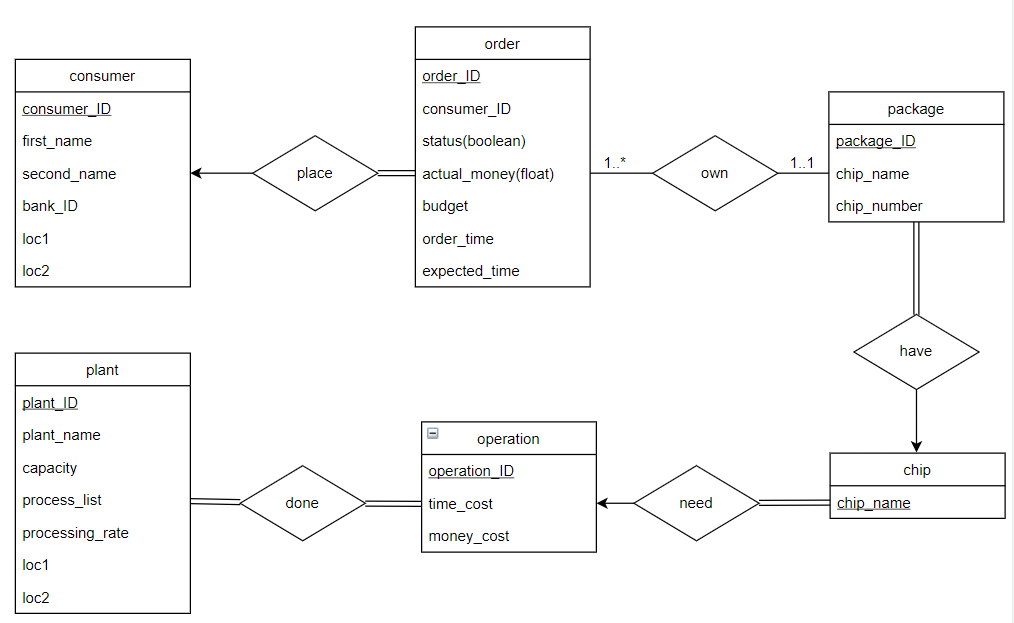 order
order_ID
consumer_ID
status(boolean)
actual_money(float)
budget
order_time
expected_time
consumer
consumer_ID
first_name
second_name
bank_ID
loc1
loc2
place
1..*
own
1..1
package
package_ID
chip_name
chip_number
have
plant
plant_ID
plant_name
capacity
process_list
processing_rate
loc1
loc2
done
operation
operation_ID
time_cost
money_cost
need
chip
chip_name